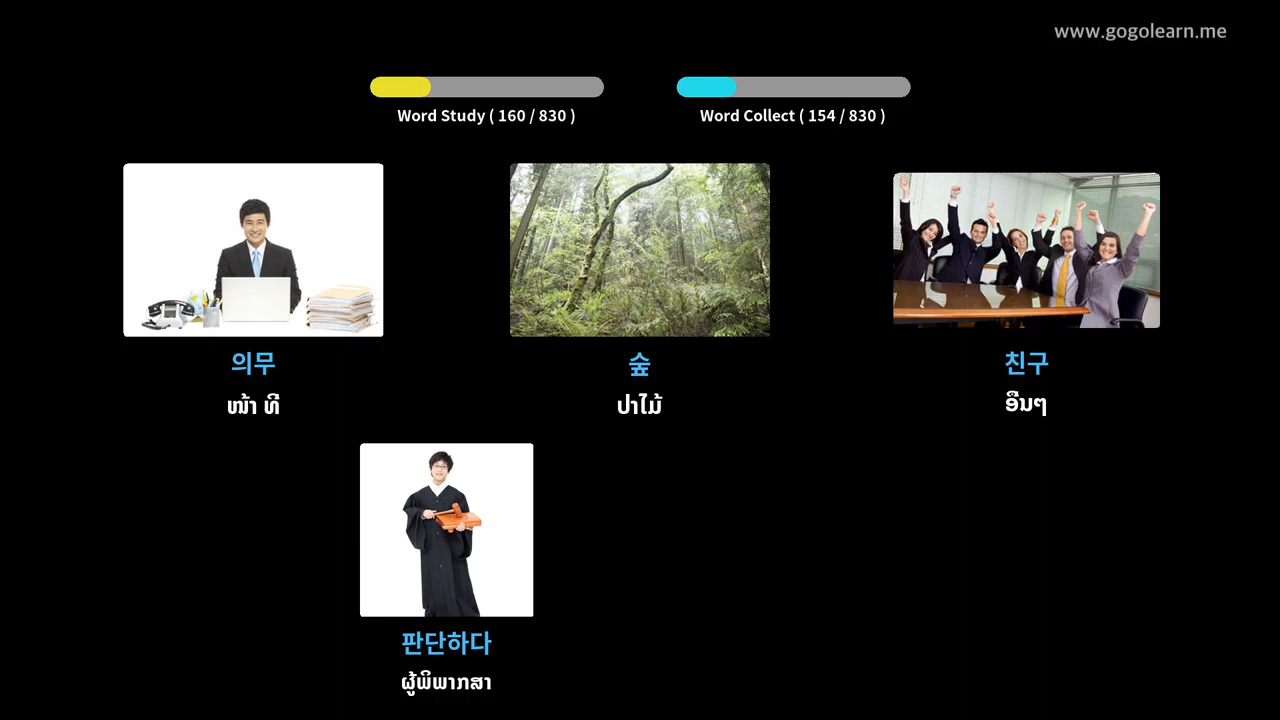 www.gogolearn.me
Word Study ( 160 / 830 )
Word Collect ( 154 / 830 )
의무
ໜ້າ ທີ
숲
ປາໄມ້
친구
ອືນໆ
판단하다
ຜູ້ພິພາກສາ